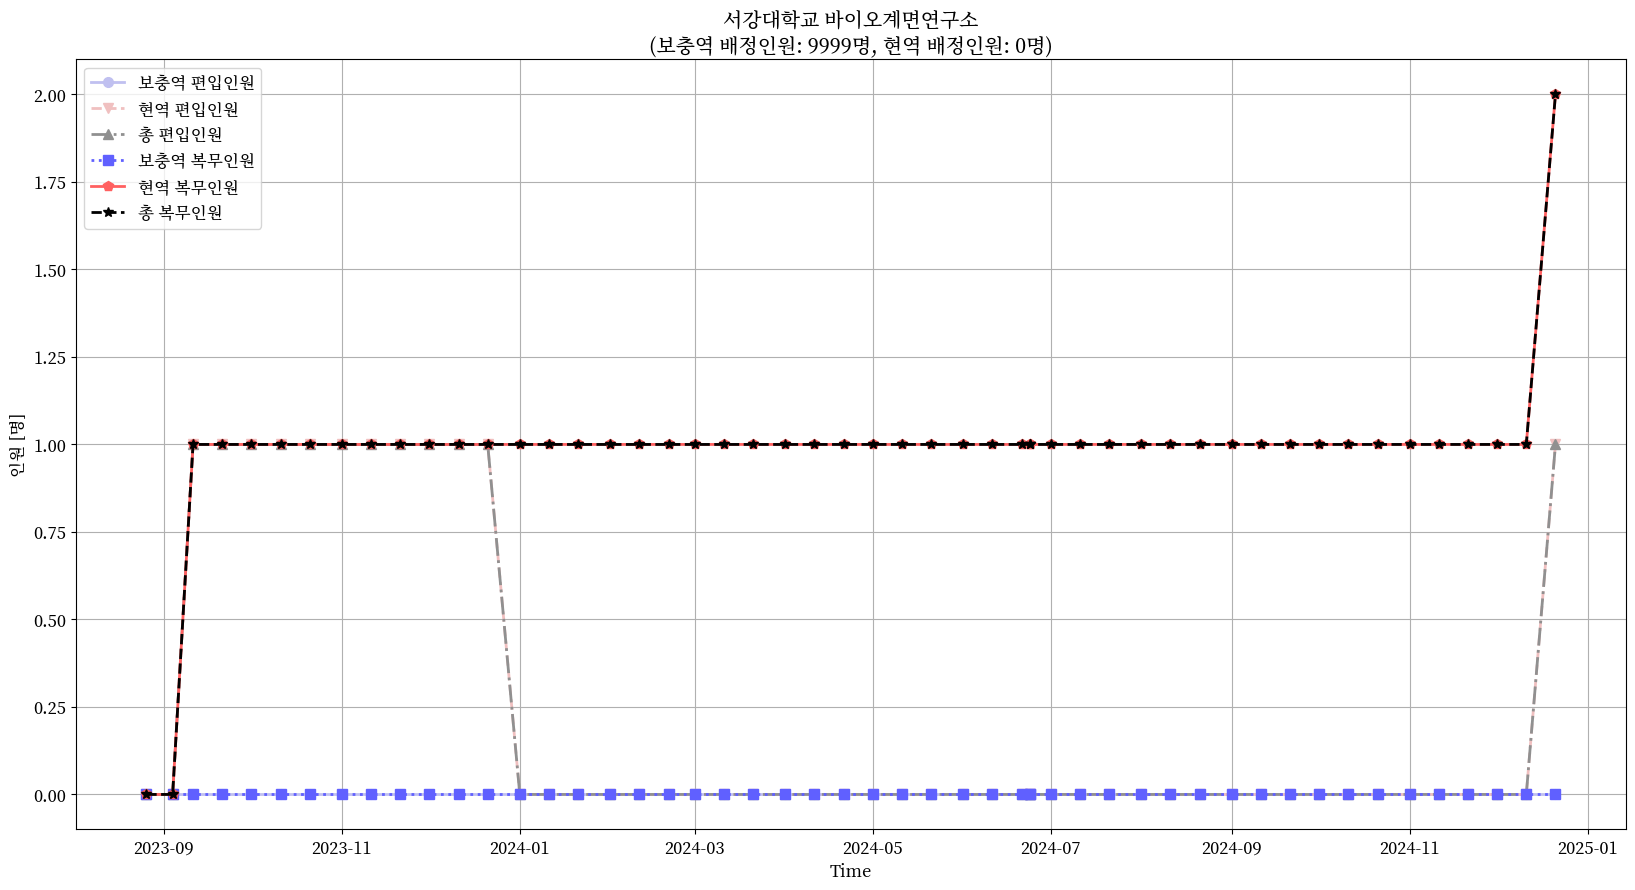 서강대학교 바이오계면연구소
(보충역 배정인원: 9999명, 현역 배정인원: 0명)
보충역 편입인원
현역 편입인원
총 편입인원
보충역 복무인원
현역 복무인원
총 복무인원
2.00
1.75
1.50
1.25
1.00
0.75
0.50
0.25
0.00
인원 [명]
2023-09
2023-11
2024-01
2024-03
2024-05
2024-07
2024-09
2024-11
2025-01
Time